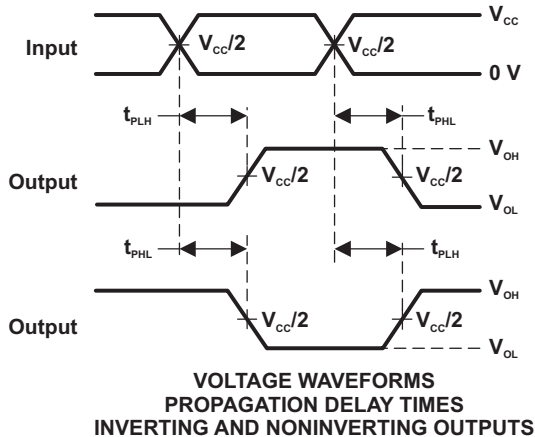 V_CC
Input
V_CC/2
V_CC/2
0 V
t_PLH
t_PHL
V_OH
Output
V_CC/2
V_CC/2
V_OL
t_PHL
t_PLH
V_OH
Output
V_CC/2
V_CC/2
V_OL
VOLTAGE WAVEFORMS
PROPAGATION DELAY TIMES
INVERTING AND NONINVERTING OUTPUTS